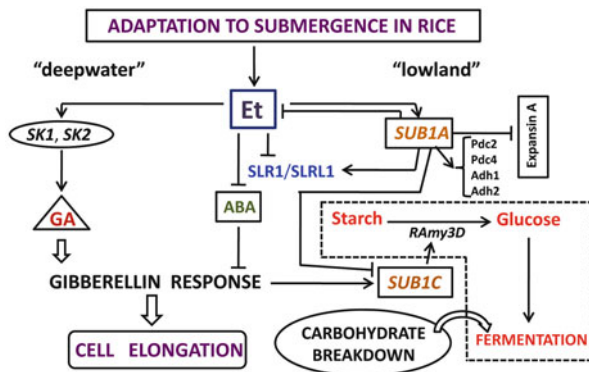 ADAPTATION TO SUBMERGENCE IN RICE
“deepwater”
“lowland”
Et
SK1, SK2
SUB1A
Expansin A
Pdc2
Pdc4
Adh1
Adh2
SLR1/SLRL1
GA
ABA
Starch
Glucose
RAmy3D
GIBBERELLIN RESPONSE
SUB1C
CELL ELONGATION
CARBOHYDRATE
BREAKDOWN
FERMENTATION